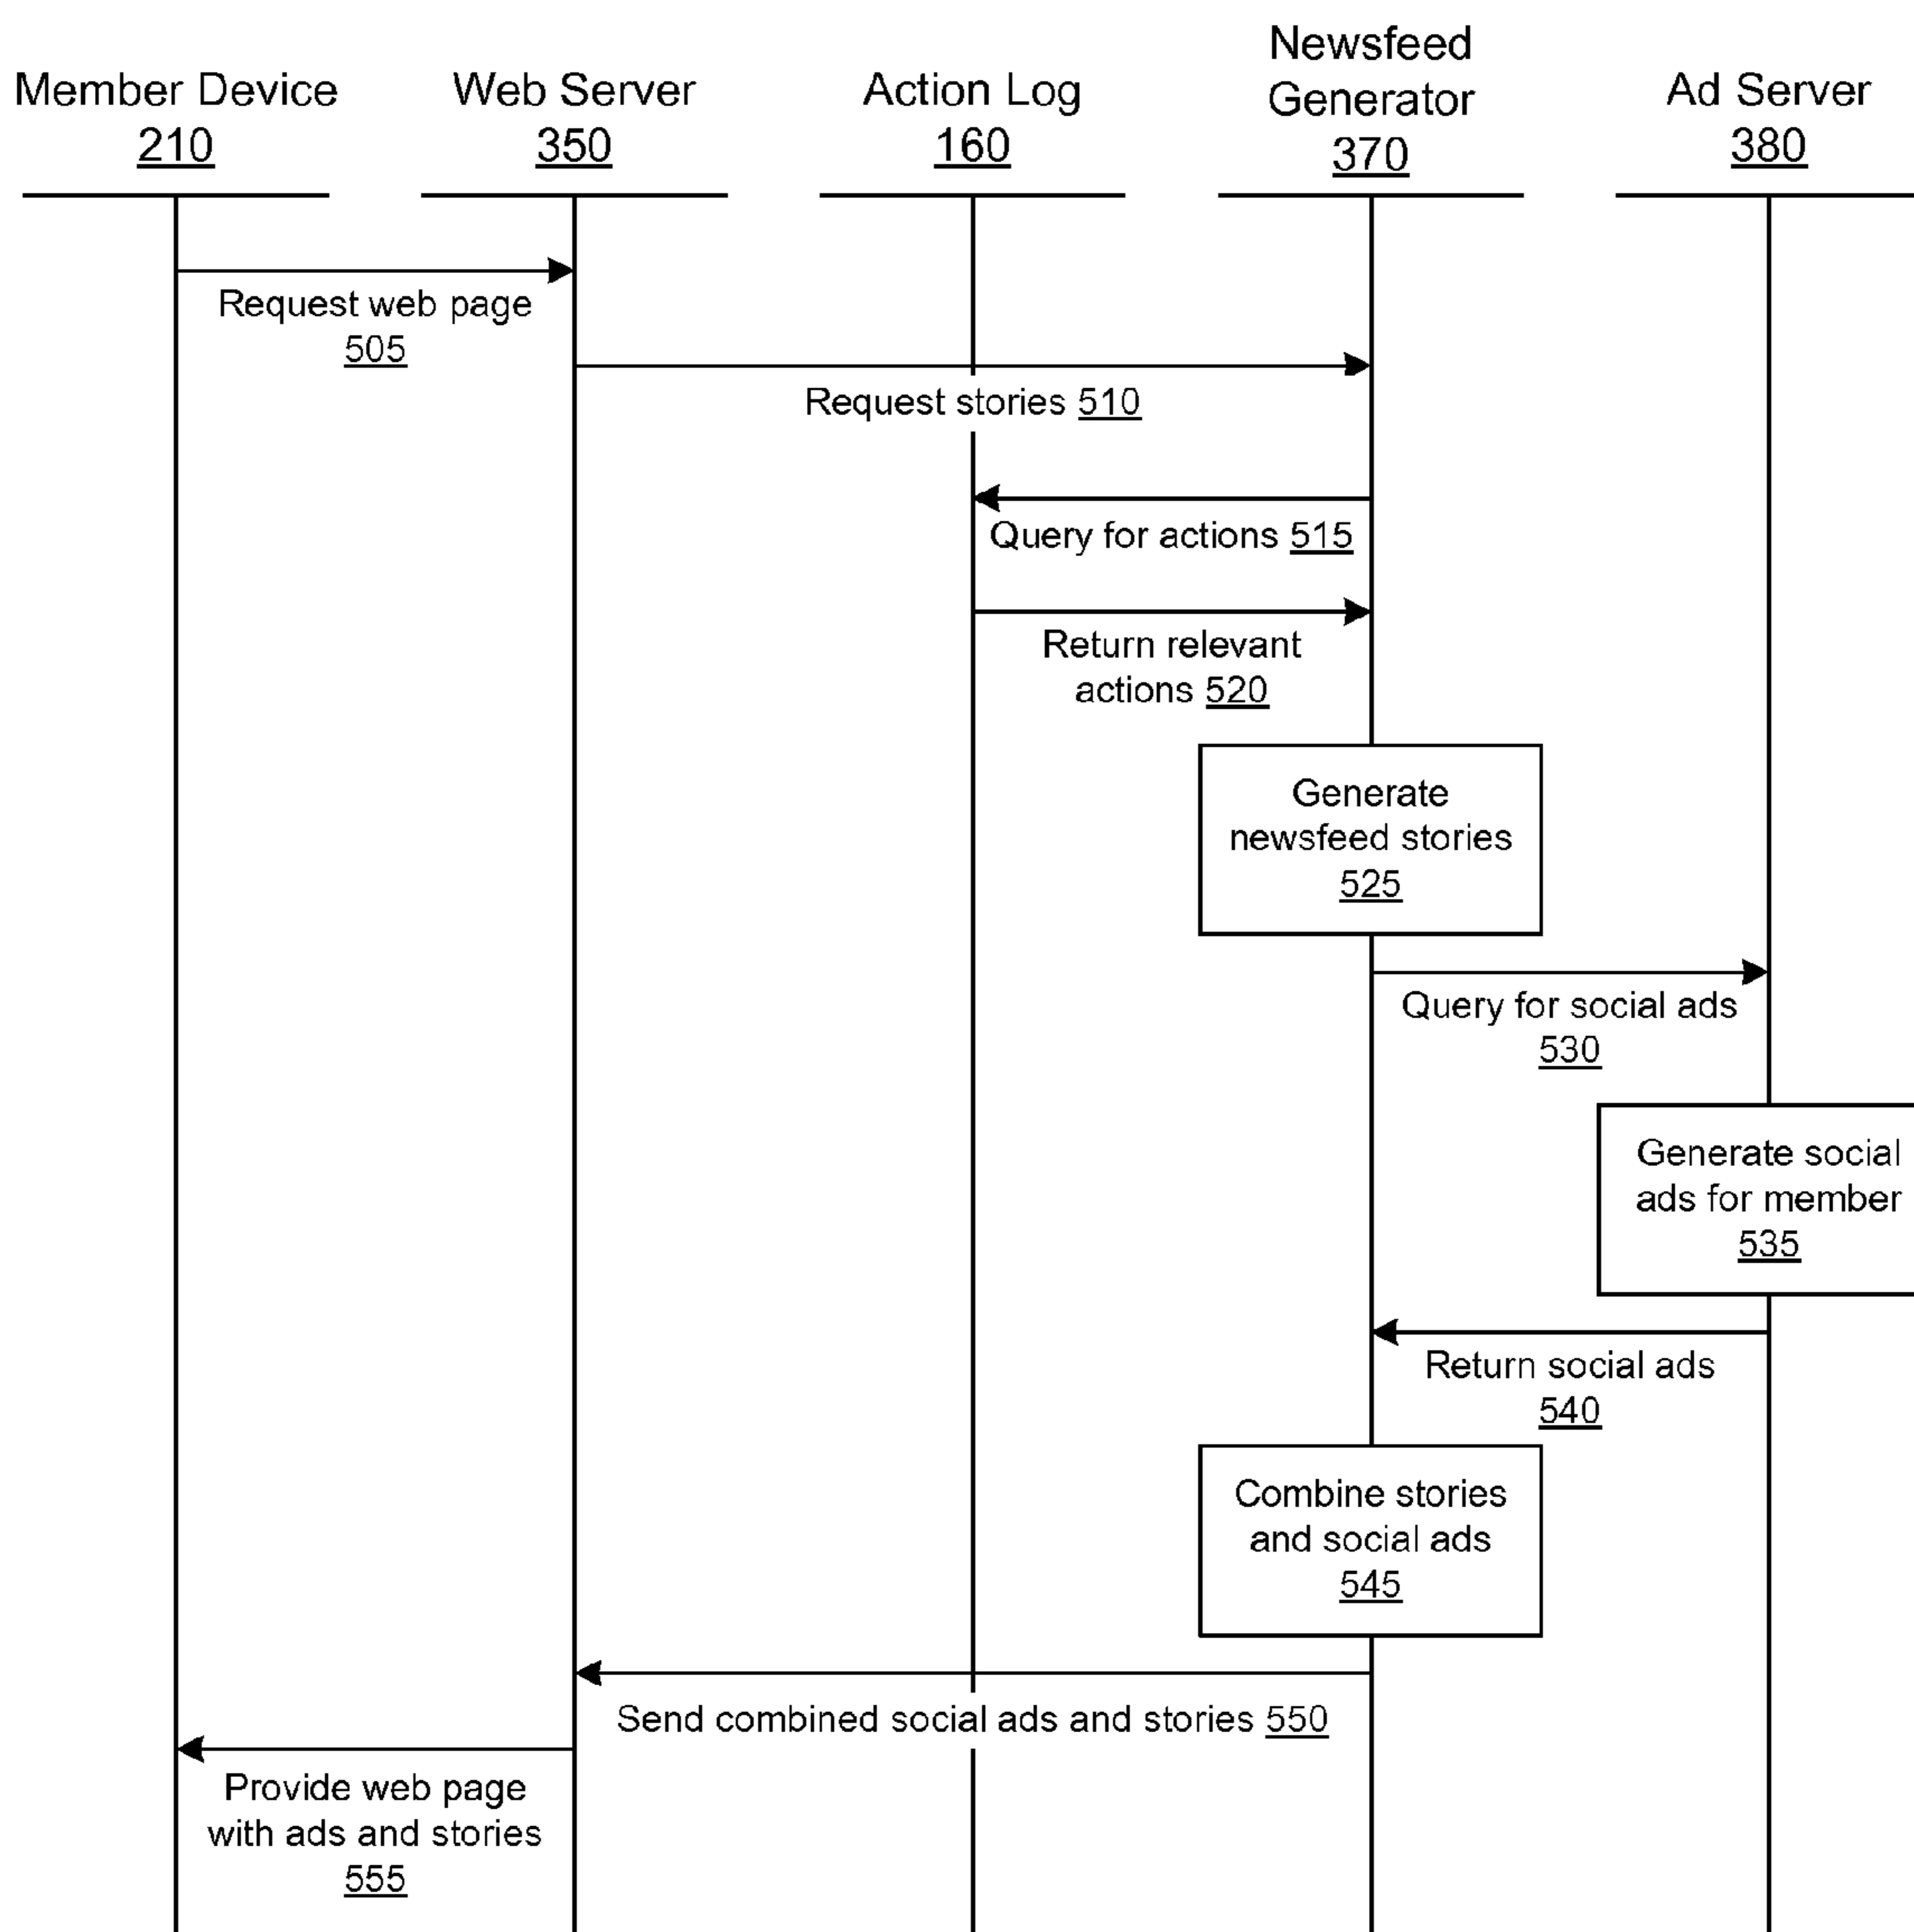 Member Device
210
Web Server
350
Action Log
160
Newsfeed
Generator
370
Ad Server
380
Request web page
505
Request stories 510
Query for actions 515
Return relevant
actions 520
Generate
newsfeed stories
525
Query for social ads
530
Generate social
ads for member
535
Return social ads
540
Combine stories
and social ads
545
Send combined social ads and stories 550
Provide web page
with ads and stories
555